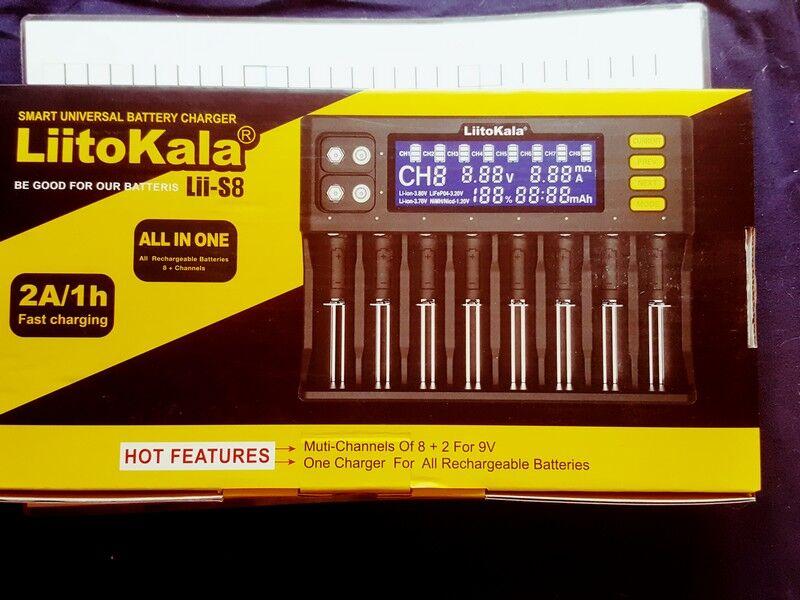 SMART UNIVERSAL BATTERY CHARGER
LiitoKala®
BE GOOD FOR OUR BATTERIS Lii-S8
ALL IN ONE
All Rechargeable Batteries
8 + Channels
2A/1h
Fast charging
LiitoKala®
CH1 CH2 CH3 CH4 CH5 CH6 CH7 CH8
CH8 8.88V 8.88 mΩ A
Li-ion-3.80V LiFePO4-3.20V
Li-ion-3.70V NiMH/Nicd-1.20V
188% 88:88mAh
CURRENT
PREV.
NEXT
MODE
HOT FEATURES
Muti-Channels Of 8 + 2 For 9V
One Charger For All Rechargeable Batteries